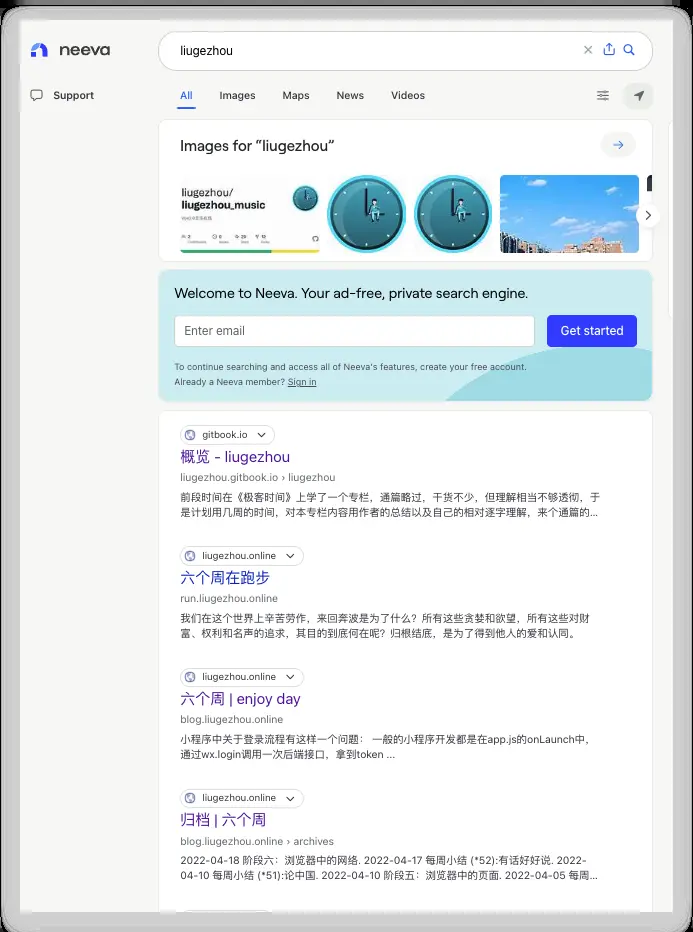 neeva
liugezhou
Support
All Images Maps News Videos
Images for “liugezhou”
liugezhou/
liugezhou_music
Welcome to Neeva. Your ad-free, private search engine.
Enter email
Get started
To continue searching and access all of Neeva's features, create your free account.
Already a Neeva member? Sign in
gitbook.io
概览 - liugezhou
liugezhou.gitbook.io › liugezhou
前段时间在《极客时间》上学了一个专栏，通篇略过，干货不少，但理解相当不够透彻，于
是计划用几周的时间，对本专栏内容用作者的总结以及自己的相对逐字理解，来个通篇的...
liugezhou.online
六个周在跑步
run.liugezhou.online
我们在这个世界上辛苦劳作，来回奔波是为了什么？所有这些贪婪和欲望，所有这些对财
富、权利和名声的追求，其目的到底何在呢？归根结底，是为了得到他人的爱和认同。
liugezhou.online
六个周 | enjoy day
blog.liugezhou.online
小程序中关于登录流程有这样一个问题： 一般的小程序开发都是在app.js的onLaunch中，
通过wx.login调用一次后端接口，拿到token ...
liugezhou.online
归档 | 六个周
blog.liugezhou.online › archives
2022-04-18 阶段六：浏览器中的网络. 2022-04-17 每周小结 (*52):有话好好说. 2022-
04-10 每周小结 (*51):论中国. 2022-04-10 阶段五：浏览器中的页面. 2022-04-05 每周...